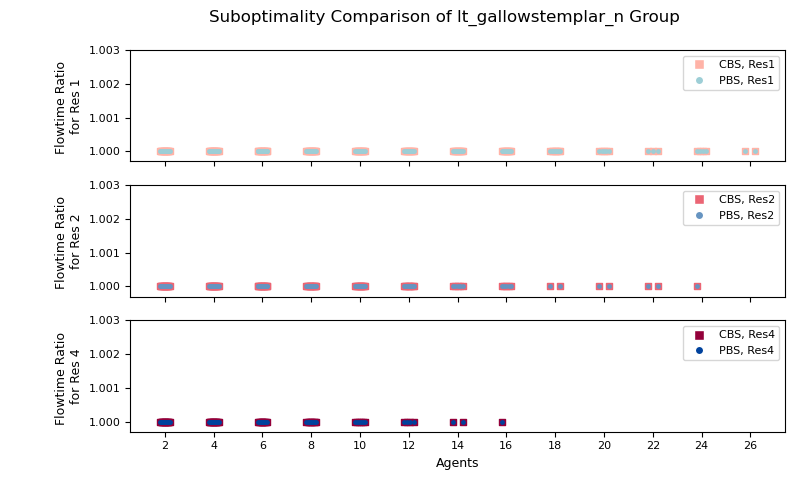 Suboptimality Comparison of lt_gallowstemplar_n Group
Flowtime Ratio
for Res 1
1.003
1.002
1.001
1.000
CBS, Res1
PBS, Res1
Flowtime Ratio
for Res 2
1.003
1.002
1.001
1.000
CBS, Res2
PBS, Res2
Flowtime Ratio
for Res 4
1.003
1.002
1.001
1.000
CBS, Res4
PBS, Res4
2 4 6 8 10 12 14 16 18 20 22 24 26
Agents